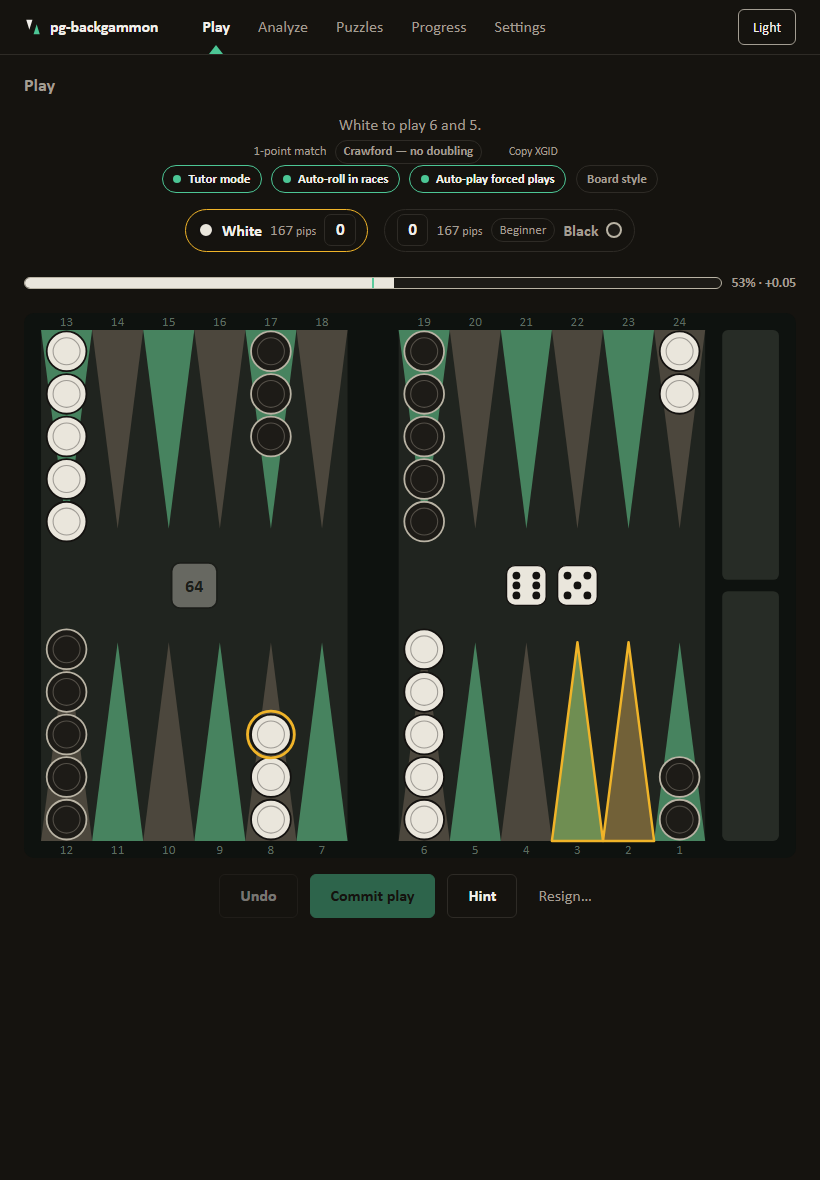 pg-backgammon Play Analyze Puzzles Progress Settings Light
Play
White to play 6 and 5.
1-point match Crawford — no doubling Copy XGID
Tutor mode Auto-roll in races Auto-play forced plays Board style
White 167 pips 0 0 167 pips Beginner Black
53% · +0.05
13 14 15 16 17 18 19 20 21 22 23 24
64
12 11 10 9 8 7 6 5 4 3 2 1
Undo Commit play Hint Resign...